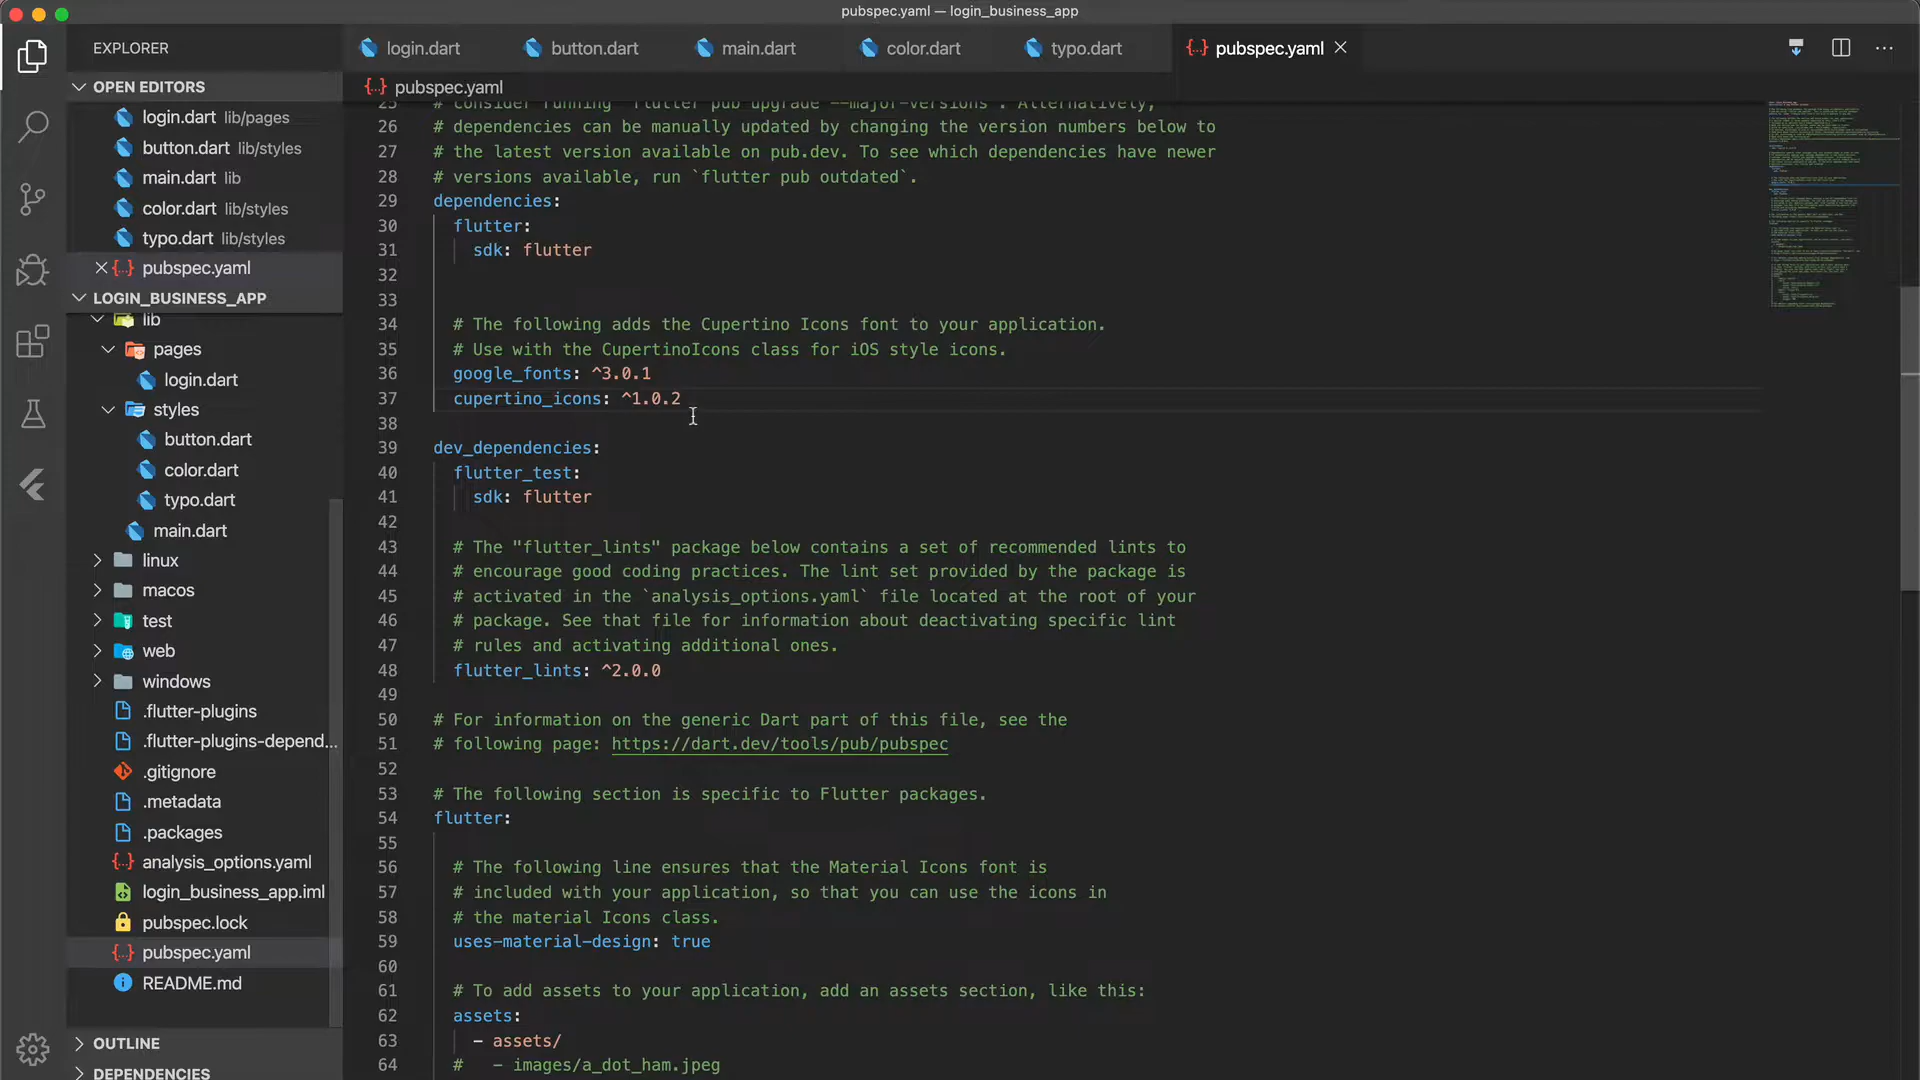 pubspec.yaml — login_business_app
EXPLORER
login.dart
button.dart
main.dart
color.dart
typo.dart
pubspec.yaml
OPEN EDITORS
login.dart lib/pages
button.dart lib/styles
main.dart lib
color.dart lib/styles
typo.dart lib/styles
pubspec.yaml
LOGIN_BUSINESS_APP
lib
pages
login.dart
styles
button.dart
color.dart
typo.dart
main.dart
linux
macos
test
web
windows
.flutter-plugins
.flutter-plugins-depend...
.gitignore
.metadata
.packages
analysis_options.yaml
login_business_app.iml
pubspec.lock
pubspec.yaml
README.md
OUTLINE
DEPENDENCIES
pubspec.yaml
25 # consider running `flutter pub upgrade --major-versions`. Alternatively,
26 # dependencies can be manually updated by changing the version numbers below to
27 # the latest version available on pub.dev. To see which dependencies have newer
28 # versions available, run `flutter pub outdated`.
29 dependencies:
30 flutter:
31 sdk: flutter
32
33
34 # The following adds the Cupertino Icons font to your application.
35 # Use with the CupertinoIcons class for iOS style icons.
36 google_fonts: ^3.0.1
37 cupertino_icons: ^1.0.2
38
39 dev_dependencies:
40 flutter_test:
41 sdk: flutter
42
43 # The "flutter_lints" package below contains a set of recommended lints to
44 # encourage good coding practices. The lint set provided by the package is
45 # activated in the `analysis_options.yaml` file located at the root of your
46 # package. See that file for information about deactivating specific lint
47 # rules and activating additional ones.
48 flutter_lints: ^2.0.0
49
50 # For information on the generic Dart part of this file, see the
51 # following page: https://dart.dev/tools/pub/pubspec
52
53 # The following section is specific to Flutter packages.
54 flutter:
55
56 # The following line ensures that the Material Icons font is
57 # included with your application, so that you can use the icons in
58 # the material Icons class.
59 uses-material-design: true
60
61 # To add assets to your application, add an assets section, like this:
62 assets:
63 - assets/
64 # - images/a_dot_ham.jpeg